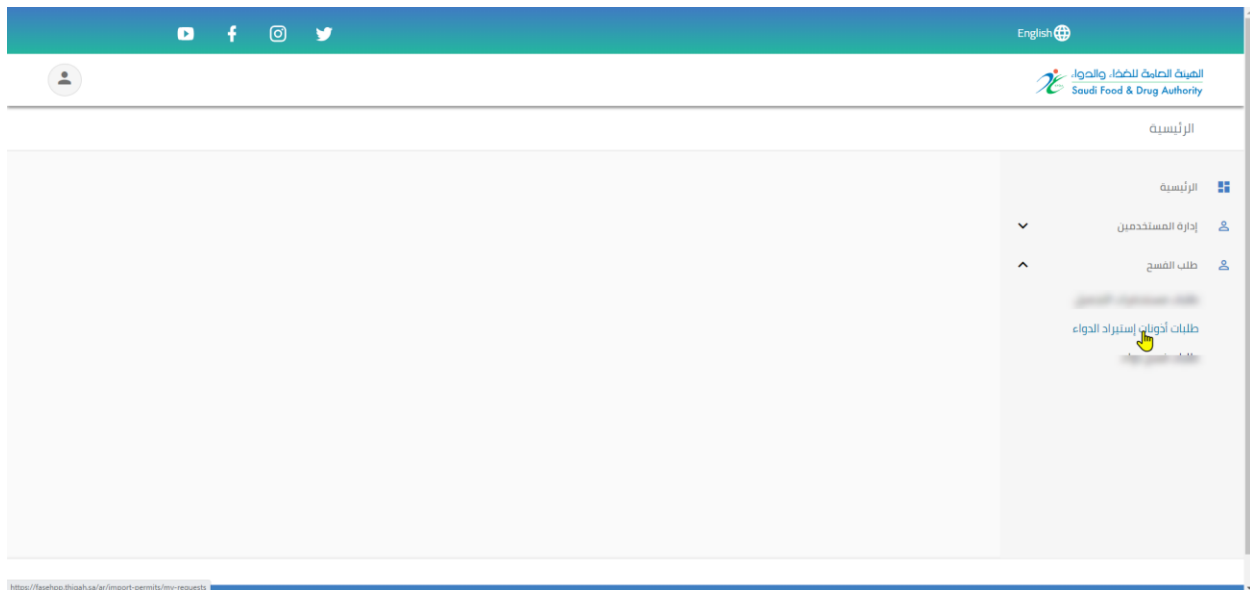 English
الهيئة العامة للغذاء والدواء
Saudi Food & Drug Authority
الرئيسية
الرئيسية
إدارة المستخدمين
طلب الفسح
طلبات أذونات إستيراد الدواء
https://fasehpp.thiqah.sa/ar/import-permits/my-requests